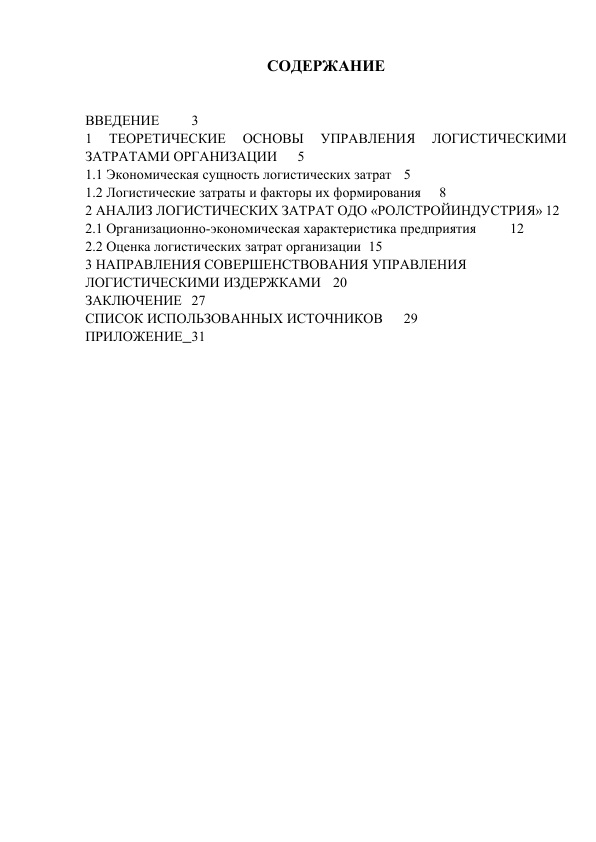 СОДЕРЖАНИЕ
ВВЕДЕНИЕ 3
1 ТЕОРЕТИЧЕСКИЕ ОСНОВЫ УПРАВЛЕНИЯ ЛОГИСТИЧЕСКИМИ
ЗАТРАТАМИ ОРГАНИЗАЦИИ 5
1.1 Экономическая сущность логистических затрат 5
1.2 Логистические затраты и факторы их формирования 8
2 АНАЛИЗ ЛОГИСТИЧЕСКИХ ЗАТРАТ ОДО «РОЛСТРОЙИНДУСТРИЯ» 12
2.1 Организационно-экономическая характеристика предприятия 12
2.2 Оценка логистических затрат организации 15
3 НАПРАВЛЕНИЯ СОВЕРШЕНСТВОВАНИЯ УПРАВЛЕНИЯ
ЛОГИСТИЧЕСКИМИ ИЗДЕРЖКАМИ 20
ЗАКЛЮЧЕНИЕ 27
СПИСОК ИСПОЛЬЗОВАННЫХ ИСТОЧНИКОВ 29
ПРИЛОЖЕНИЕ_31